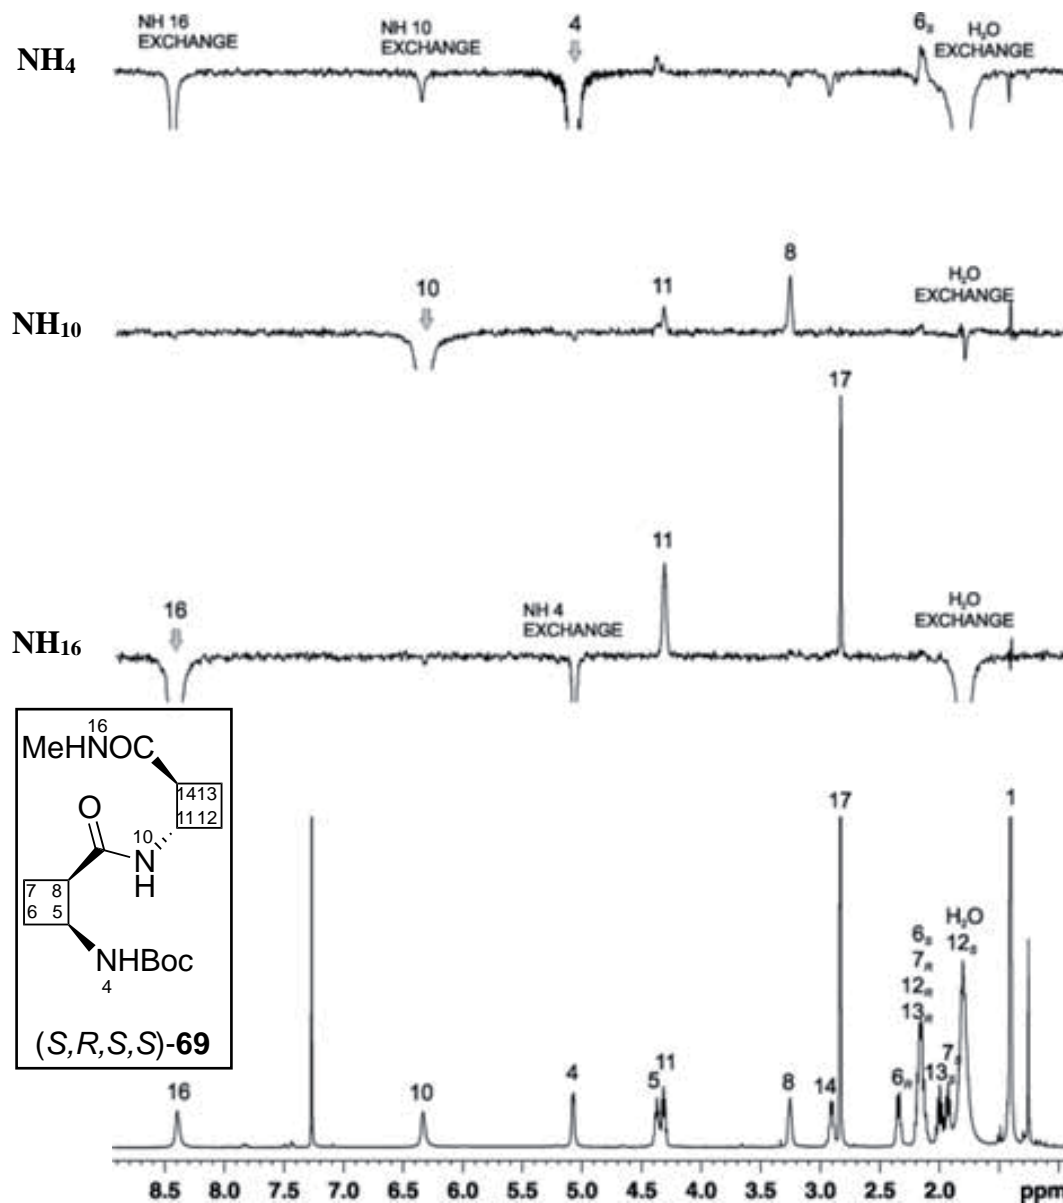 NH 16
EXCHANGE
NH 10
EXCHANGE
4
6s
H₂O
EXCHANGE
NH₄
10
11
8
H₂O
EXCHANGE
NH₁₀
17
11
16
NH 4
EXCHANGE
H₂O
EXCHANGE
NH₁₆
16
MeHNOC
14 13
11 12
O
10
N
H
7 8
6 5
NHBoc
4
(S,R,S,S)-69
16
10
4
5
11
8
14
17
6R
6S
7R
12R
13R
13S
7S
H₂O
12S
1
8.5 8.0 7.5 7.0 6.5 6.0 5.5 5.0 4.5 4.0 3.5 3.0 2.5 2.0 ppm